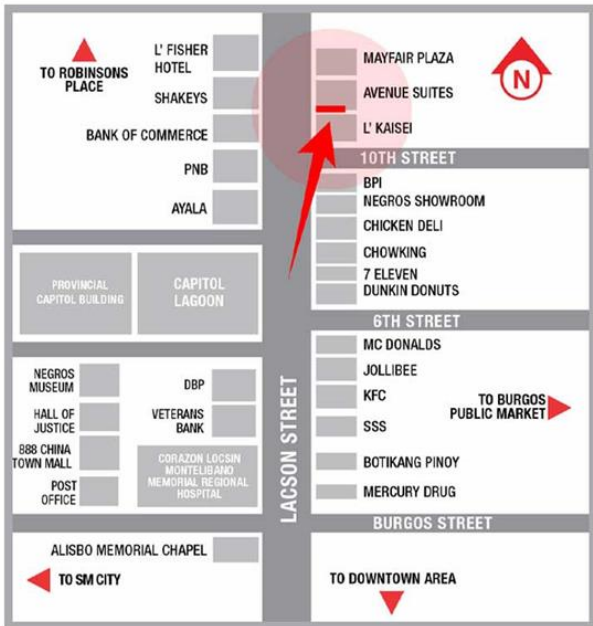 L' FISHER
HOTEL
TO ROBINSONS
PLACE
SHAKEYS
BANK OF COMMERCE
PNB
AYALA
MAYFAIR PLAZA
AVENUE SUITES
L' KAISEI
N
10TH STREET
BPI
NEGROS SHOWROOM
CHICKEN DELI
CHOWKING
7 ELEVEN
DUNKIN DONUTS
PROVINCIAL
CAPITOL BUILDING
CAPITOL
LAGOON
6TH STREET
MC DONALDS
JOLLIBEE
KFC
SSS
BOTIKANG PINOY
MERCURY DRUG
TO BURGOS
PUBLIC MARKET
NEGROS
MUSEUM
HALL OF
JUSTICE
888 CHINA
TOWN MALL
POST
OFFICE
DBP
VETERANS
BANK
CORAZON LOCSIN
MONTELIBANO
MEMORIAL REGIONAL
HOSPITAL
LACSON STREET
BURGOS STREET
ALISBO MEMORIAL CHAPEL
TO SM CITY
TO DOWNTOWN AREA